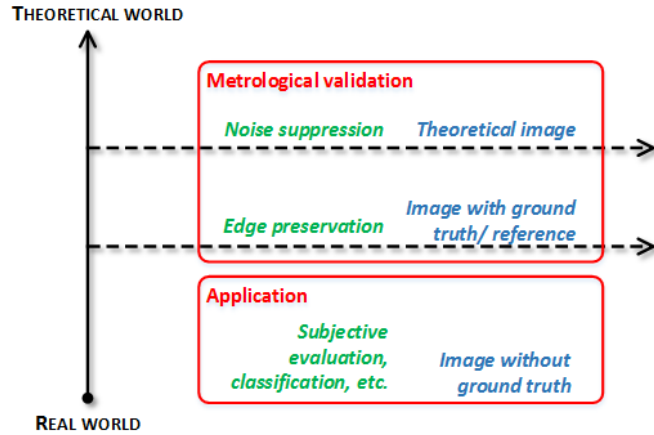 THEORETICAL WORLD
Metrological validation
Noise suppression
Theoretical image
Edge preservation
Image with ground
truth/ reference
Application
Subjective
evaluation,
classification, etc.
Image without
ground truth
REAL WORLD